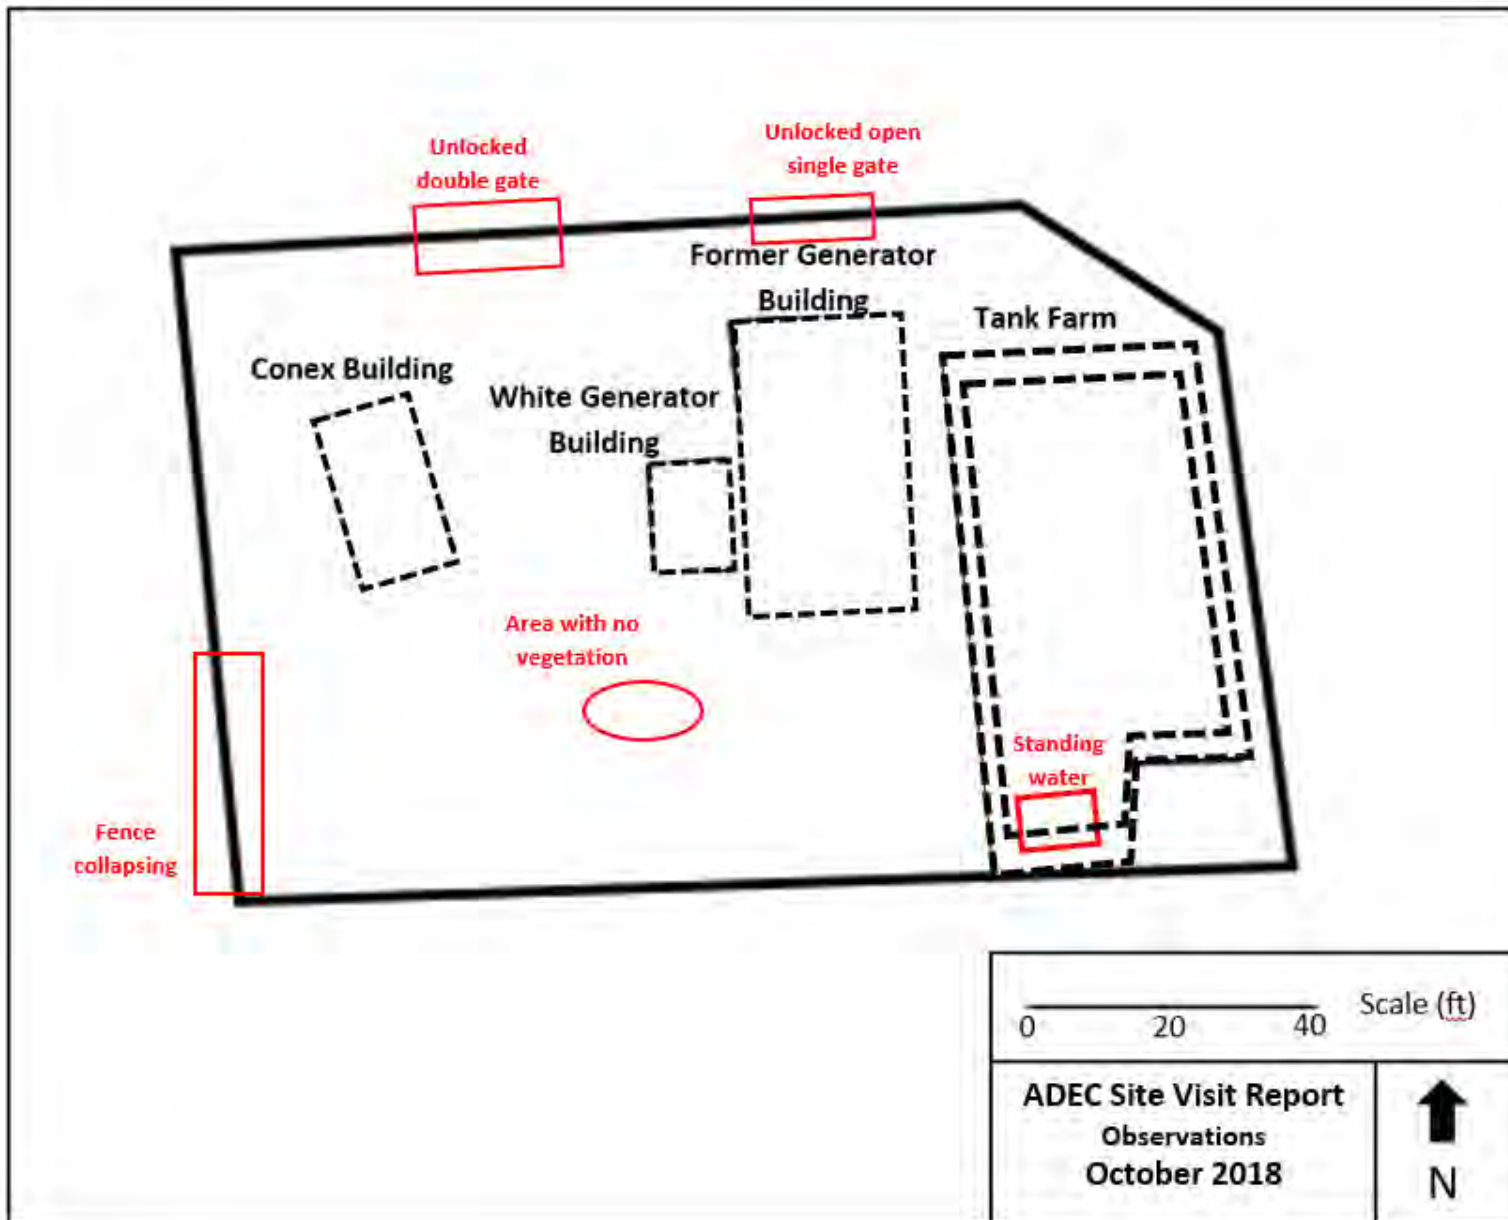 Unlocked
double gate
Unlocked open
single gate
Former Generator
Building
Tank Farm
Conex Building
White Generator
Building
Area with no
vegetation
Standing
water
Fence
collapsing
0 20 40 Scale (ft)
ADEC Site Visit Report
Observations
October 2018
N